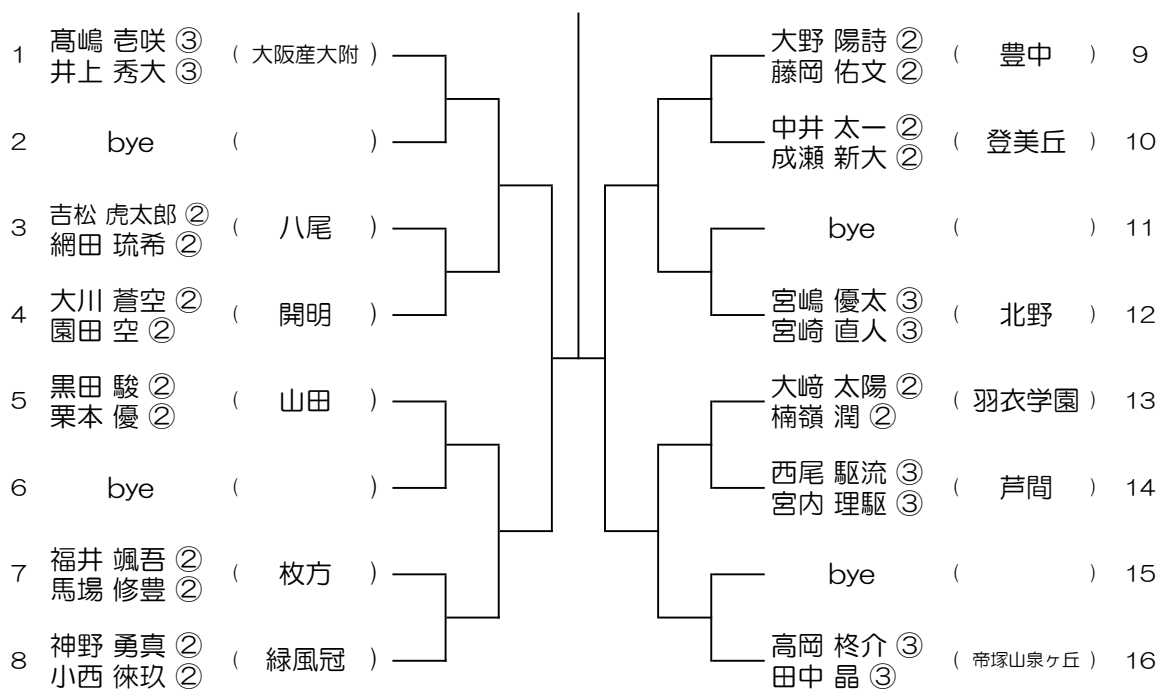 1 髙嶋 壱咲 ③ ( 大阪産大附 )
井上 秀大 ③
2 bye ( )
3 吉松 虎太郎 ② ( 八尾 )
網田 琉希 ②
4 大川 蒼空 ② ( 開明 )
園田 空 ②
5 黒田 駿 ② ( 山田 )
栗本 優 ②
6 bye ( )
7 福井 颯吾 ② ( 枚方 )
馬場 修豊 ②
8 神野 勇真 ② ( 緑風冠 )
小西 徠玖 ②
大野 陽詩 ② ( 豊中 ) 9
藤岡 佑文 ②
中井 太一 ② ( 登美丘 ) 10
成瀬 新大 ②
bye ( ) 11
宮嶋 優太 ③ ( 北野 ) 12
宮崎 直人 ③
大﨑 太陽 ② ( 羽衣学園 ) 13
楠嶺 潤 ②
西尾 駆流 ③ ( 芦間 ) 14
宮内 理駆 ③
bye ( ) 15
高岡 柊介 ③ ( 帝塚山泉ヶ丘 ) 16
田中 晶 ③